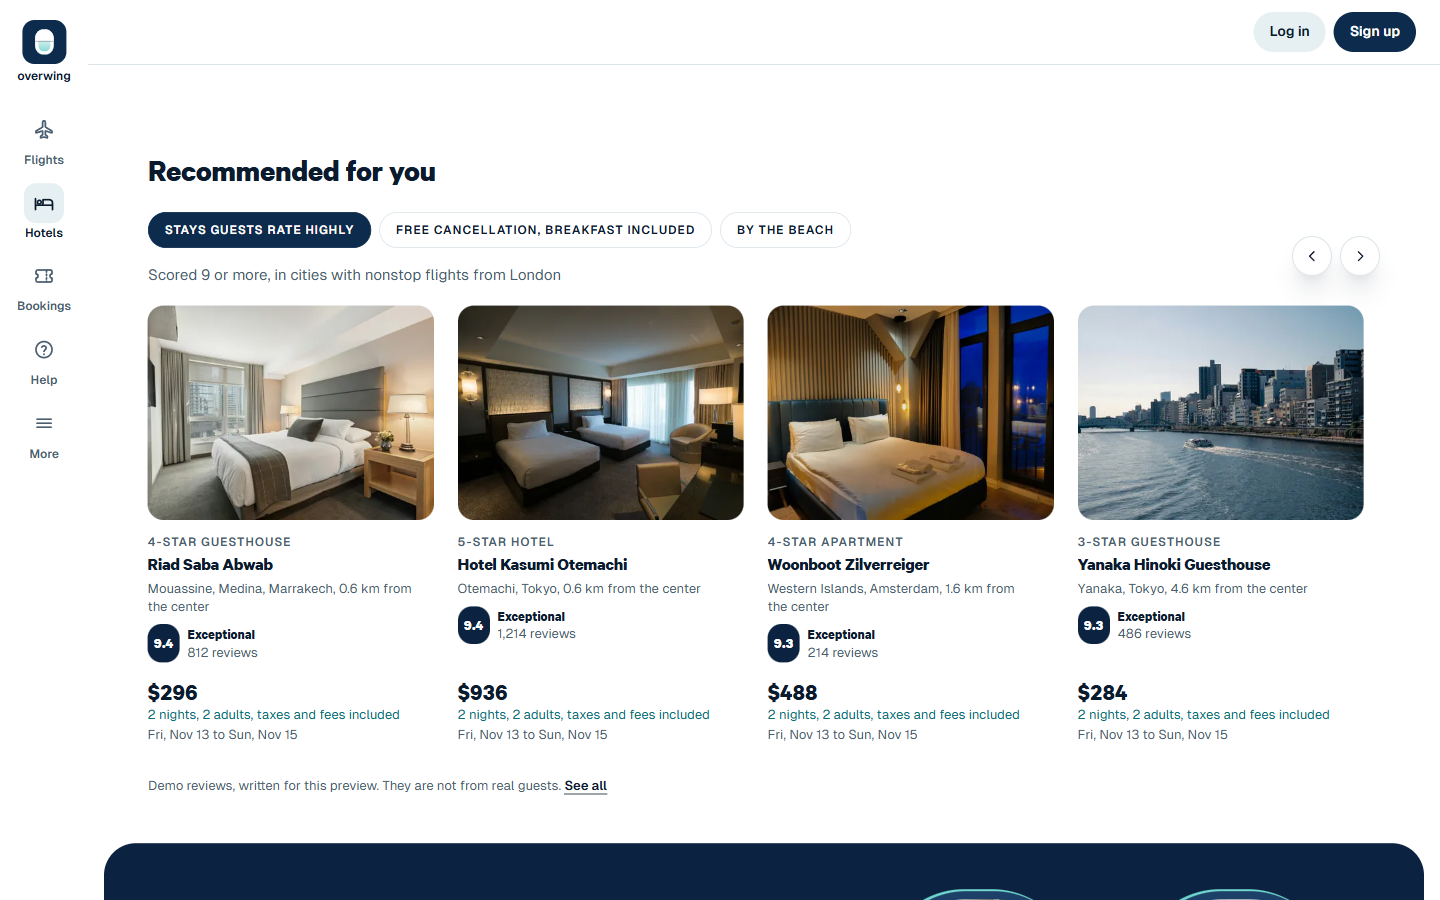 overwing
Flights
Hotels
Bookings
Help
More
Log in
Sign up
Recommended for you
STAYS GUESTS RATE HIGHLY
FREE CANCELLATION, BREAKFAST INCLUDED
BY THE BEACH
Scored 9 or more, in cities with nonstop flights from London
4-STAR GUESTHOUSE
Riad Saba Abwab
Mouassine, Medina, Marrakech, 0.6 km from
the center
9.4
Exceptional
812 reviews
$296
2 nights, 2 adults, taxes and fees included
Fri, Nov 13 to Sun, Nov 15
5-STAR HOTEL
Hotel Kasumi Otemachi
Otemachi, Tokyo, 0.6 km from the center
9.4
Exceptional
1,214 reviews
$936
2 nights, 2 adults, taxes and fees included
Fri, Nov 13 to Sun, Nov 15
4-STAR APARTMENT
Woonboot Zilverreiger
Western Islands, Amsterdam, 1.6 km from
the center
9.3
Exceptional
214 reviews
$488
2 nights, 2 adults, taxes and fees included
Fri, Nov 13 to Sun, Nov 15
3-STAR GUESTHOUSE
Yanaka Hinoki Guesthouse
Yanaka, Tokyo, 4.6 km from the center
9.3
Exceptional
486 reviews
$284
2 nights, 2 adults, taxes and fees included
Fri, Nov 13 to Sun, Nov 15
Demo reviews, written for this preview. They are not from real guests. See all